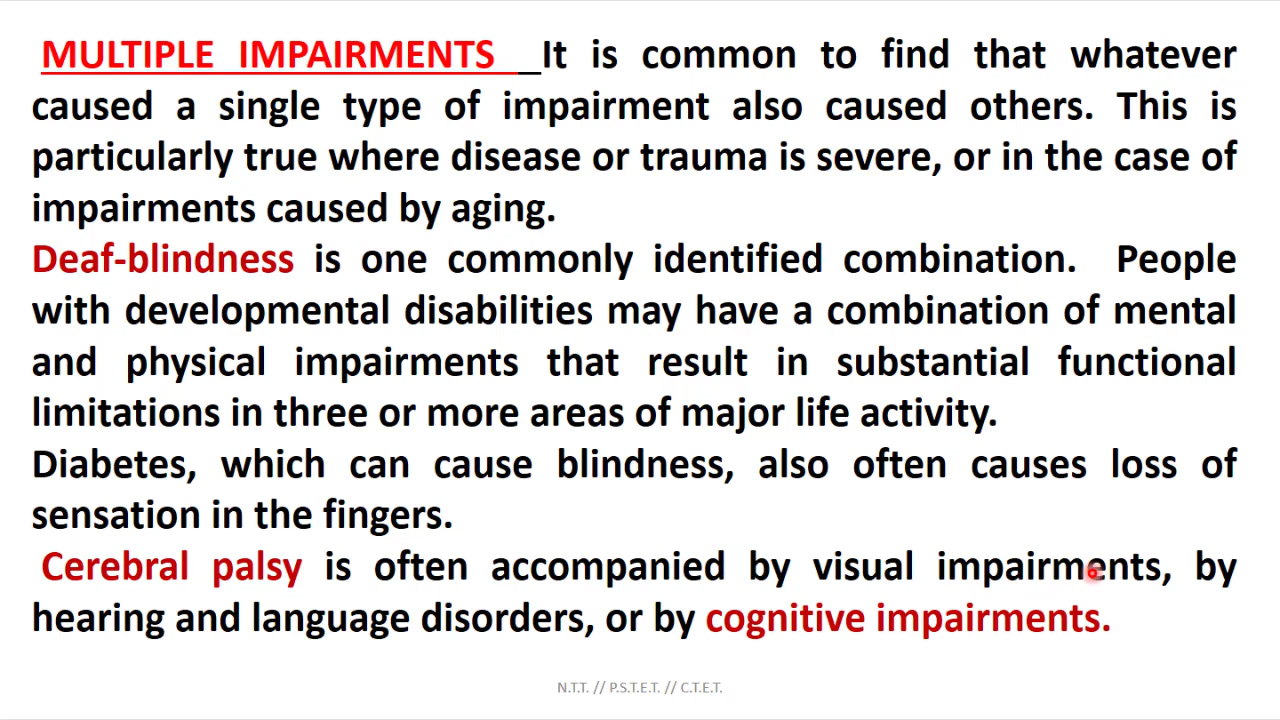 MULTIPLE IMPAIRMENTS _It is common to find that whatever
caused a single type of impairment also caused others. This is
particularly true where disease or trauma is severe, or in the case of
impairments caused by aging.
Deaf-blindness is one commonly identified combination. People
with developmental disabilities may have a combination of mental
and physical impairments that result in substantial functional
limitations in three or more areas of major life activity.
Diabetes, which can cause blindness, also often causes loss of
sensation in the fingers.
Cerebral palsy is often accompanied by visual impairments, by
hearing and language disorders, or by cognitive impairments.
N.T.T. // P.S.T.E.T. // C.T.E.T.